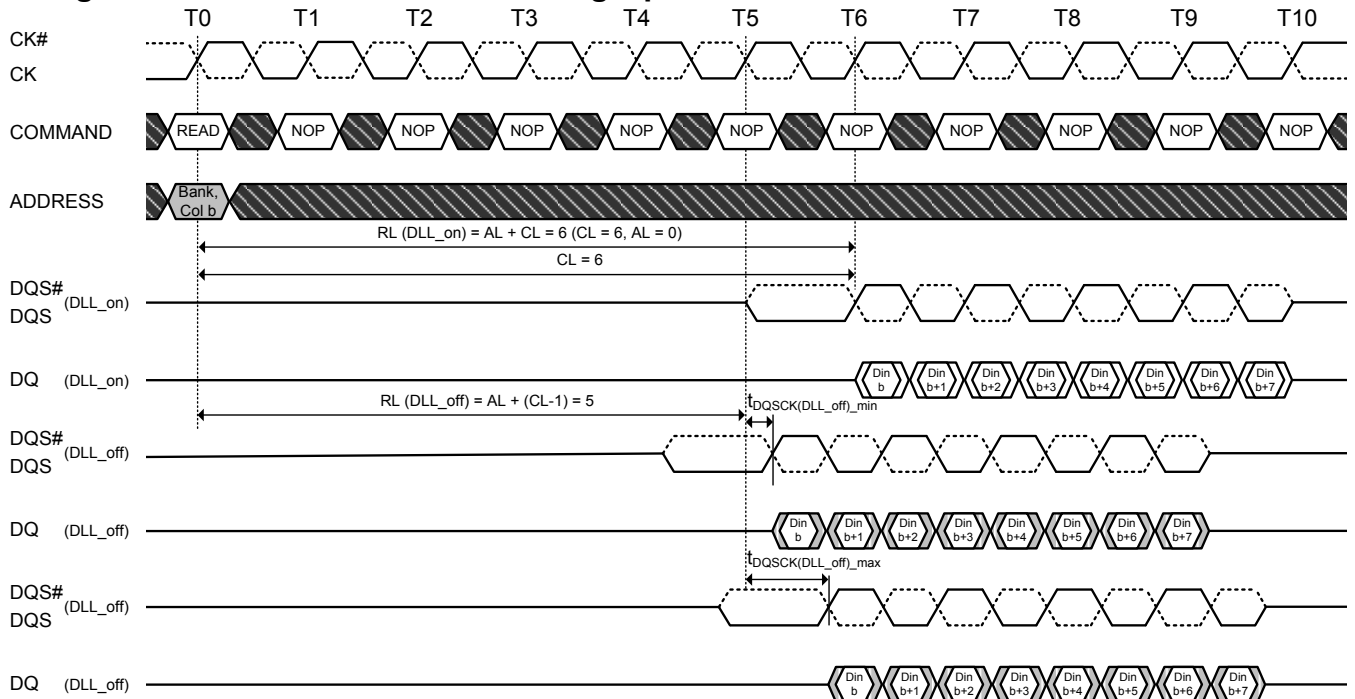 T0 T1 T2 T3 T4 T5 T6 T7 T8 T9 T10
CK#
CK
COMMAND READ NOP NOP NOP NOP NOP NOP NOP NOP NOP NOP
ADDRESS Bank, Col b
RL (DLL_on) = AL + CL = 6 (CL = 6, AL = 0)
CL = 6
DQS# (DLL_on)
DQS
DQ (DLL_on) Din b Din b+1 Din b+2 Din b+3 Din b+4 Din b+5 Din b+6 Din b+7
RL (DLL_off) = AL + (CL-1) = 5
tDQSCK(DLL_off)_min
DQS# (DLL_off)
DQS
DQ (DLL_off) Din b Din b+1 Din b+2 Din b+3 Din b+4 Din b+5 Din b+6 Din b+7
tDQSCK(DLL_off)_max
DQS# (DLL_off)
DQS
DQ (DLL_off) Din b Din b+1 Din b+2 Din b+3 Din b+4 Din b+5 Din b+6 Din b+7